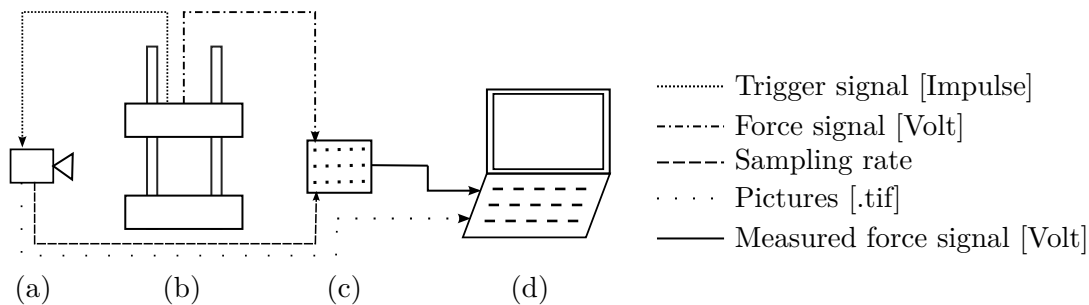 Trigger signal [Impulse]
Force signal [Volt]
Sampling rate
Pictures [.tif]
Measured force signal [Volt]
(a) (b) (c) (d)